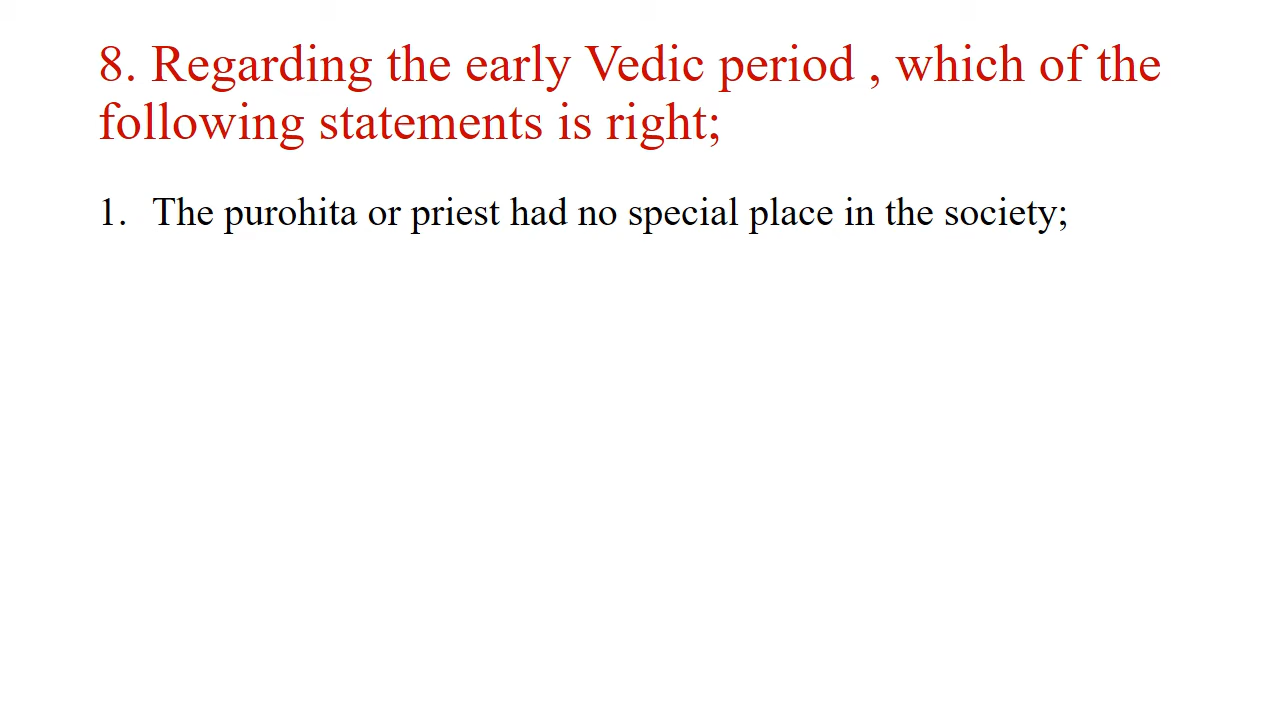 8. Regarding the early Vedic period , which of the
following statements is right;
1. The purohita or priest had no special place in the society;